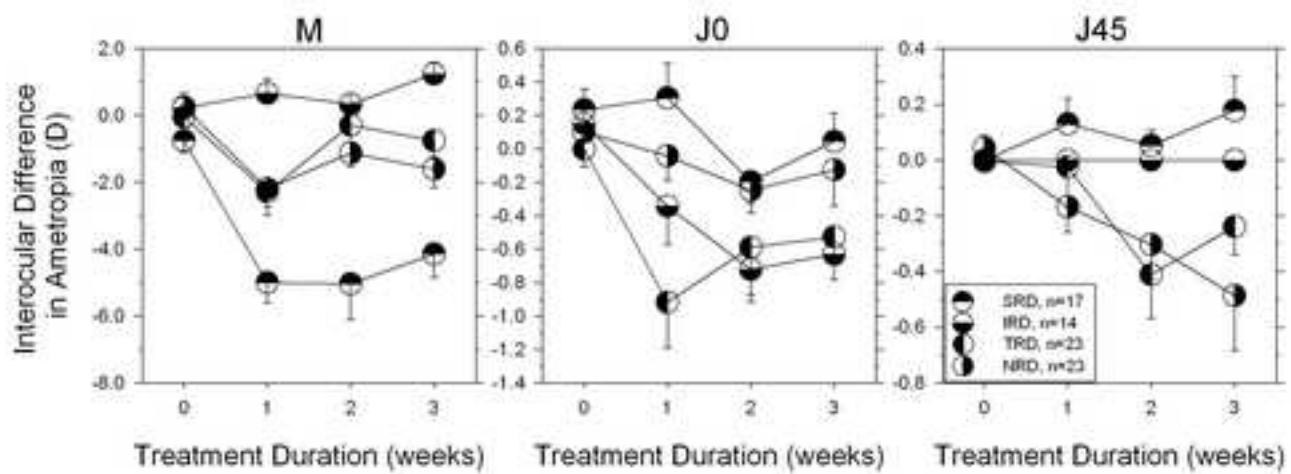 M
J0
J45
Interocular Difference
in Ametropia (D)
2.0
0.0
-2.0
-4.0
-6.0
-8.0
0.6
0.4
0.2
0.0
-0.2
-0.4
-0.6
-0.8
-1.0
-1.2
-1.4
0.4
0.2
0.0
-0.2
-0.4
-0.6
-0.8
SRD, n=17
IRD, n=14
TRD, n=23
NRD, n=23
0 1 2 3
0 1 2 3
0 1 2 3
Treatment Duration (weeks)
Treatment Duration (weeks)
Treatment Duration (weeks)